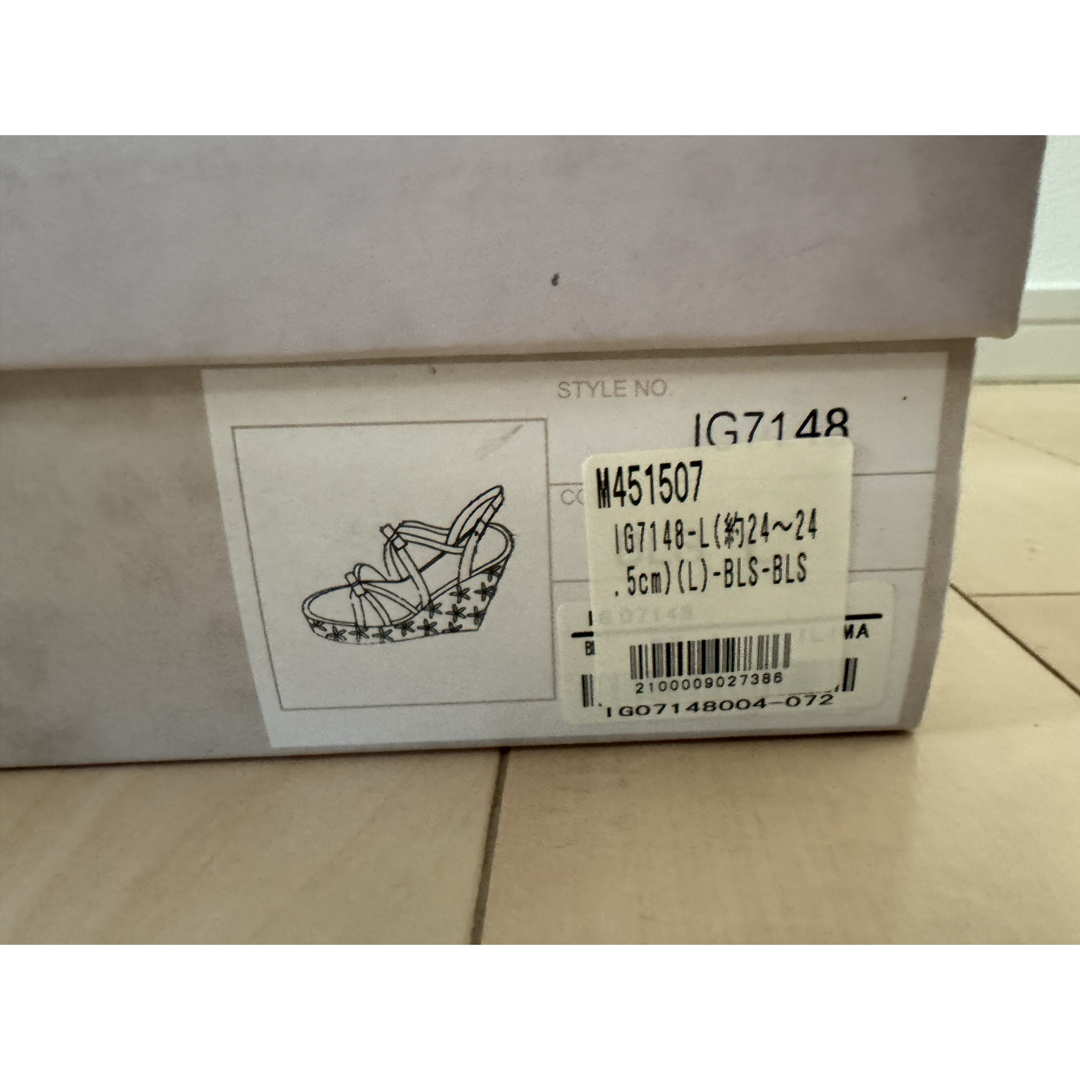 STYLE NO.
IG7148
M451507
IG7148-L(約24～24
.5cm)(L)-BLS-BLS
2100009027386
IG07148004-072